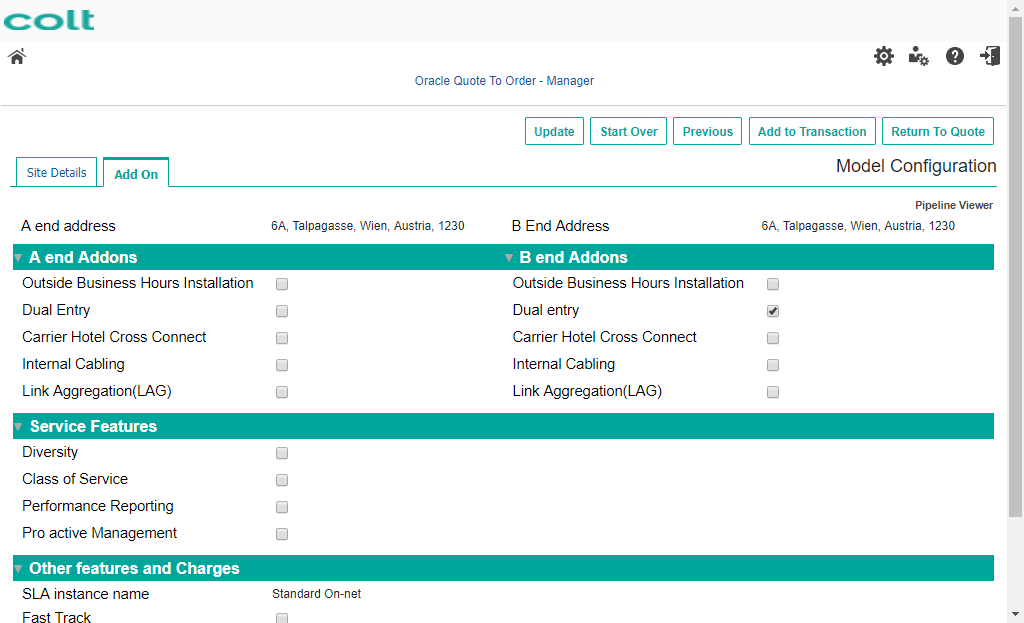 colt
Oracle Quote To Order - Manager
Update Start Over Previous Add to Transaction Return To Quote
Site Details Add On Model Configuration
Pipeline Viewer
A end address 6A, Talpagasse, Wien, Austria, 1230 B End Address 6A, Talpagasse, Wien, Austria, 1230
A end Addons B end Addons
Outside Business Hours Installation Outside Business Hours Installation
Dual Entry Dual entry
Carrier Hotel Cross Connect Carrier Hotel Cross Connect
Internal Cabling Internal Cabling
Link Aggregation(LAG) Link Aggregation(LAG)
Service Features
Diversity
Class of Service
Performance Reporting
Pro active Management
Other features and Charges
SLA instance name Standard On-net
Fast Track